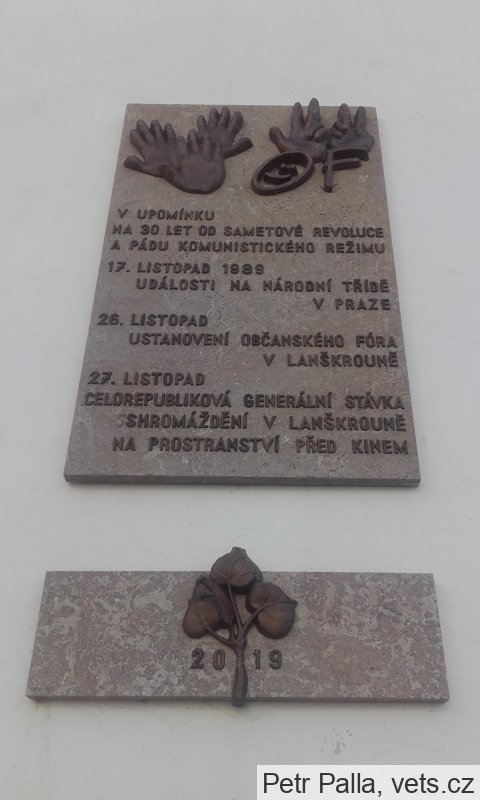 OF
V UPOMÍNKU
NA 30 LET OD SAMETOVÉ REVOLUCE
A PÁDU KOMUNISTICKÉHO REŽIMU
17. LISTOPAD 1989
UDÁLOSTI NA NÁRODNÍ TŘÍDĚ
V PRAZE
26. LISTOPAD
USTANOVENÍ OBČANSKÉHO FÓRA
V LANŠKROUNĚ
27. LISTOPAD
CELOREPUBLIKOVÁ GENERÁLNÍ STÁVKA
SHROMÁŽDĚNÍ V LANŠKROUNĚ
NA PROSTRANSTVÍ PŘED KINEM
2019
Petr Palla, vets.cz